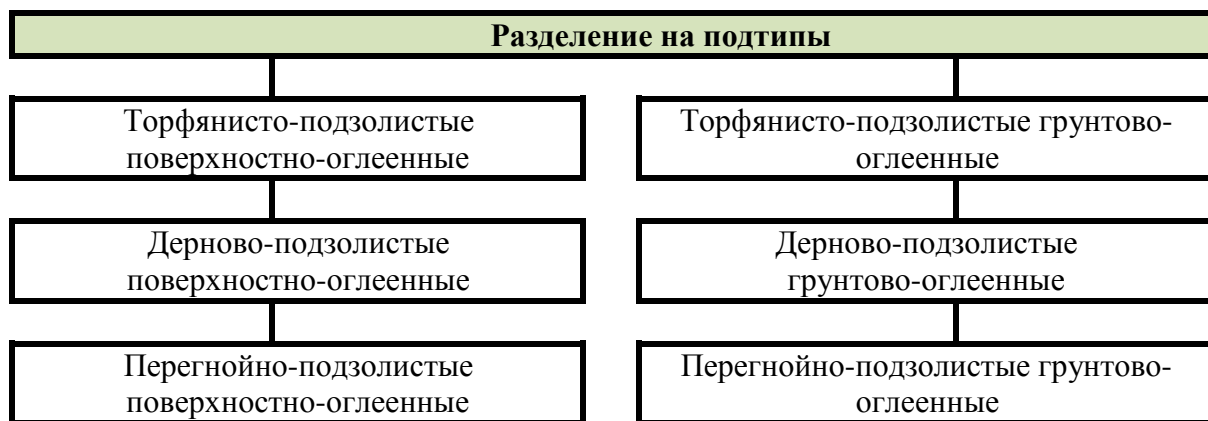 Разделение на подтипы
Торфянисто-подзолистые
поверхностно-оглеенные
Торфянисто-подзолистые грунтово-
оглеенные
Дерново-подзолистые
поверхностно-оглеенные
Дерново-подзолистые
грунтово-оглеенные
Перегнойно-подзолистые
поверхностно-оглеенные
Перегнойно-подзолистые грунтово-
оглеенные